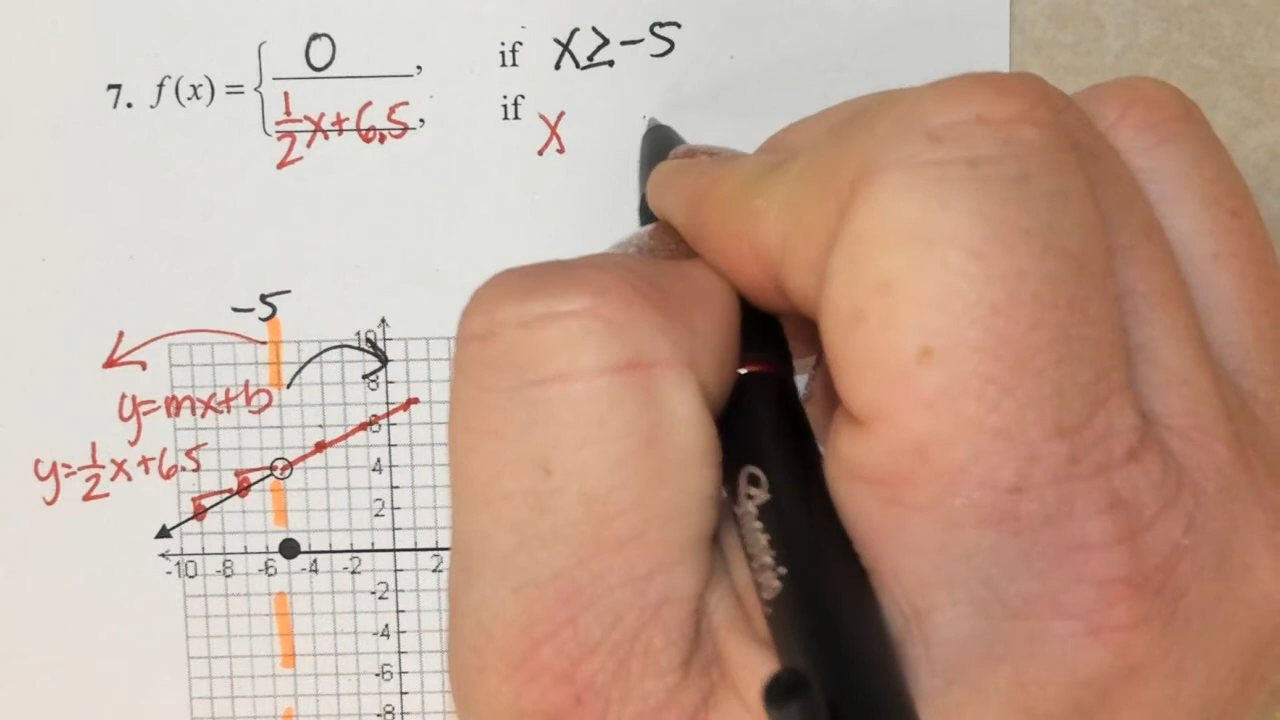 7. f(x) = { 0, if x ≥ -5
1/2x+6.5, if x
-5
10
8
y=mx+b
6
y=1/2x+6.5
4
2
-10 -8 -6 -4 -2 2
-2
-4
-6
-8